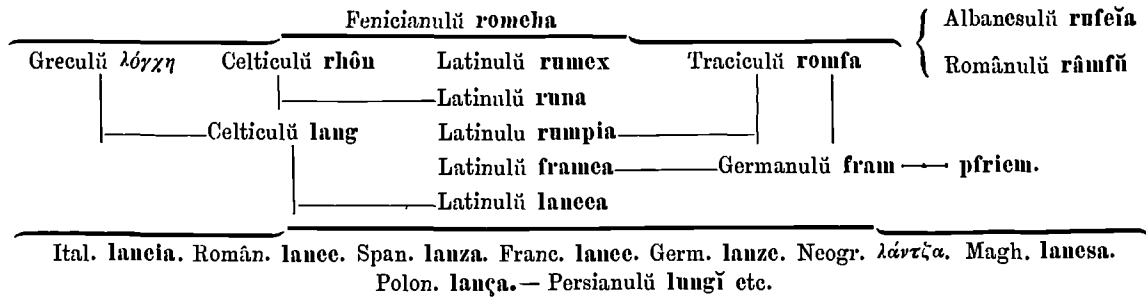 Fenicianulŭ romcha
Albanesulŭ rufeĭa
Greculŭ λόγχη Celticulŭ rhôn Latinulŭ rumex Traciculŭ romfa
Românulŭ râmfŭ
Latinulŭ runa
Celticulŭ lang Latinulu rumpia
Latinulŭ framea Germanulŭ fram pfriem.
Latinulŭ lancea
Ital. lancia. Român. lance. Span. lanza. Franc. lance. Germ. lanze. Neogr. λάντζα. Magh. lancsa.
Polon. lança.— Persianulŭ lungĭ etc.